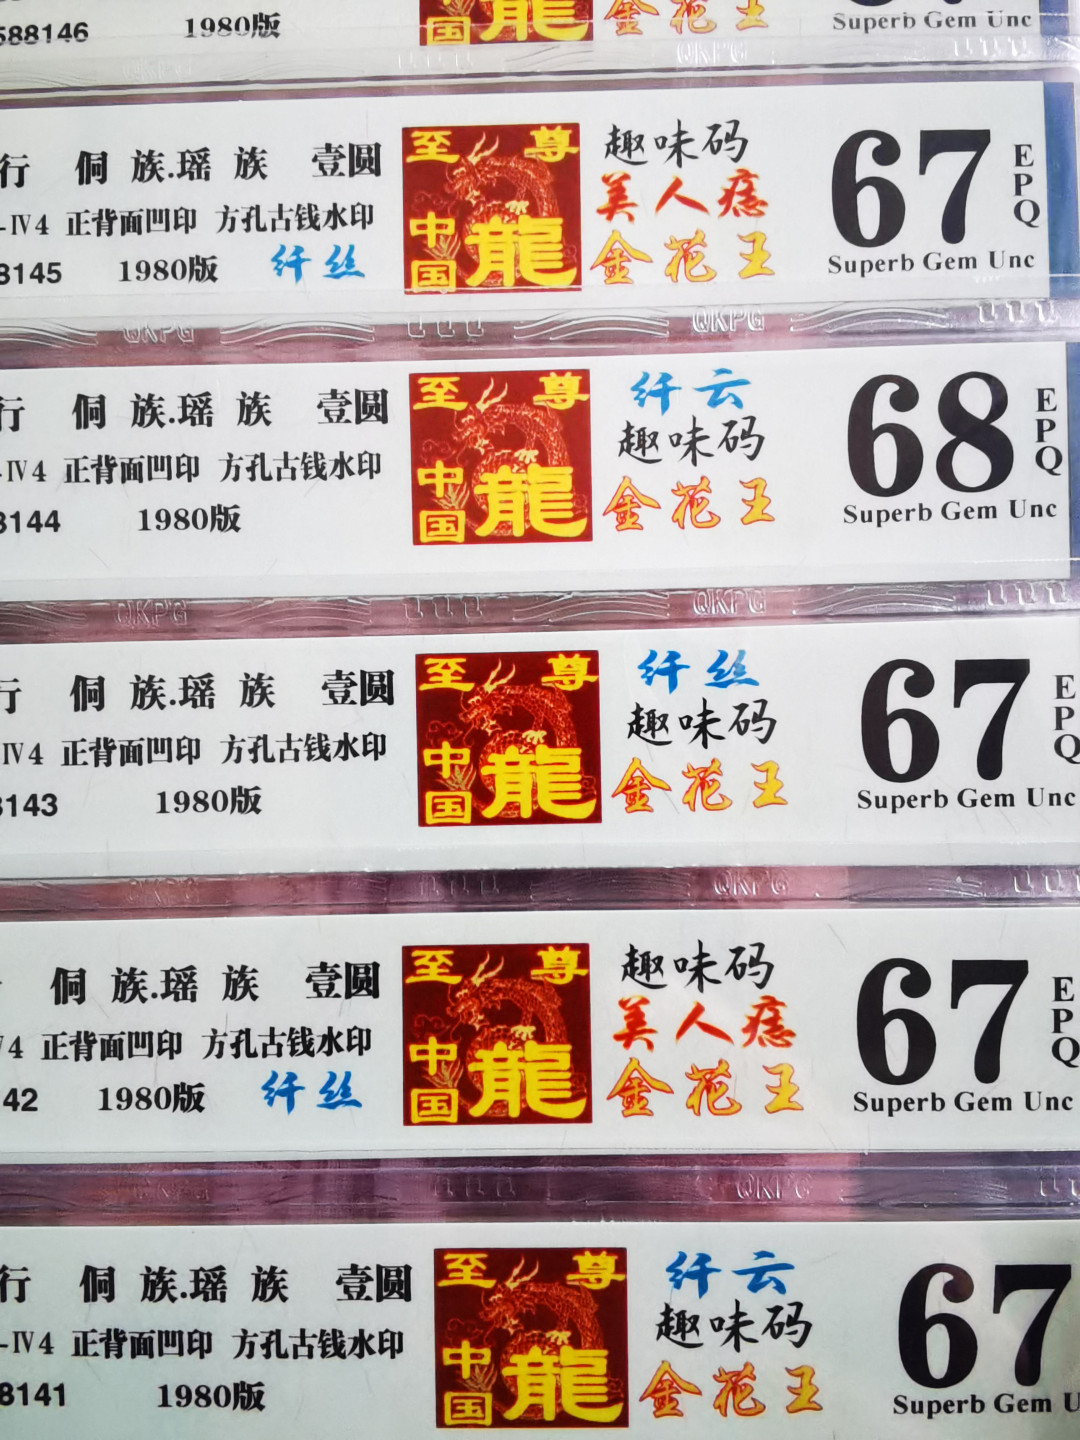 588146 1980版 中国龍 金花王 Superb Gem Unc
QKPG
行 侗族.瑶族 壹圆 至尊 趣味码 67 EPQ
-IV4 正背面凹印 方孔古钱水印 中国龍 美人痣
8145 1980版 纤丝 金花王 Superb Gem Unc
QKPG QKPG
行 侗族.瑶族 壹圆 至尊 纤云 68 EPQ
-IV4 正背面凹印 方孔古钱水印 中国龍 趣味码
8144 1980版 金花王 Superb Gem Unc
QKPG QKPG
行 侗族.瑶族 壹圆 至尊 纤丝 67 EPQ
IV4 正背面凹印 方孔古钱水印 中国龍 趣味码
8143 1980版 金花王 Superb Gem Unc
QKPG QKPG
侗族.瑶族 壹圆 至尊 趣味码 67 EPQ
V4 正背面凹印 方孔古钱水印 中国龍 美人痣
42 1980版 纤丝 金花王 Superb Gem Unc
QKPG QKPG
行 侗族.瑶族 壹圆 至尊 纤云 67
-IV4 正背面凹印 方孔古钱水印 中国龍 趣味码
8141 1980版 金花王 Superb Gem U